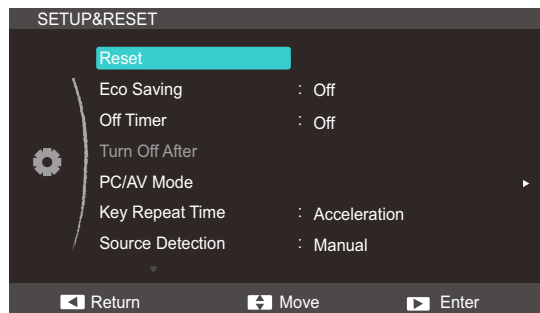 SETUP&RESET
Reset
Eco Saving : Off
Off Timer : Off
Turn Off After
PC/AV Mode
Key Repeat Time : Acceleration
Source Detection : Manual
Return Move Enter